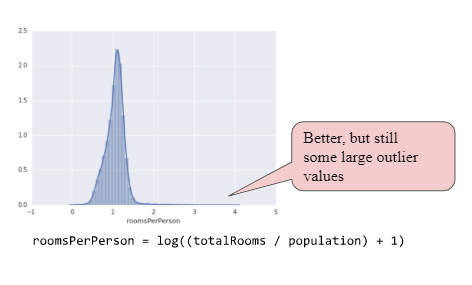 2.5
2.0
1.5
1.0
0.5
0.0
−1 0 1 2 3 4 5
roomsPerPerson
Better, but still
some large outlier
values
roomsPerPerson = log((totalRooms / population) + 1)